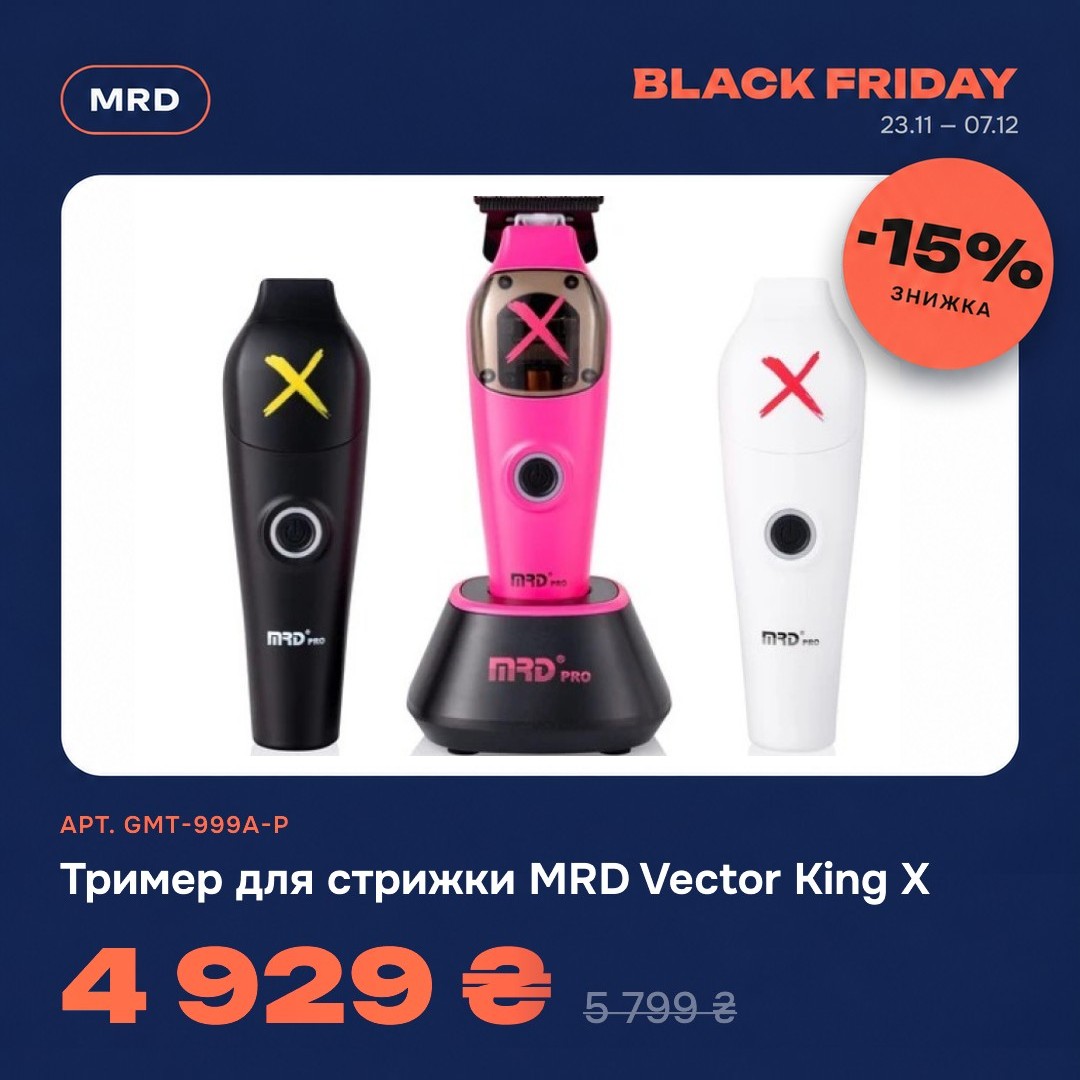 MRD
BLACK FRIDAY
23.11 — 07.12
-15%
ЗНИЖКА
X
X
X
MRD® PRO
MRD® PRO
MRD® PRO
MRD® PRO
АРТ. GMT-999A-P
Тример для стрижки MRD Vector King X
4 929 ₴
5 799 ₴